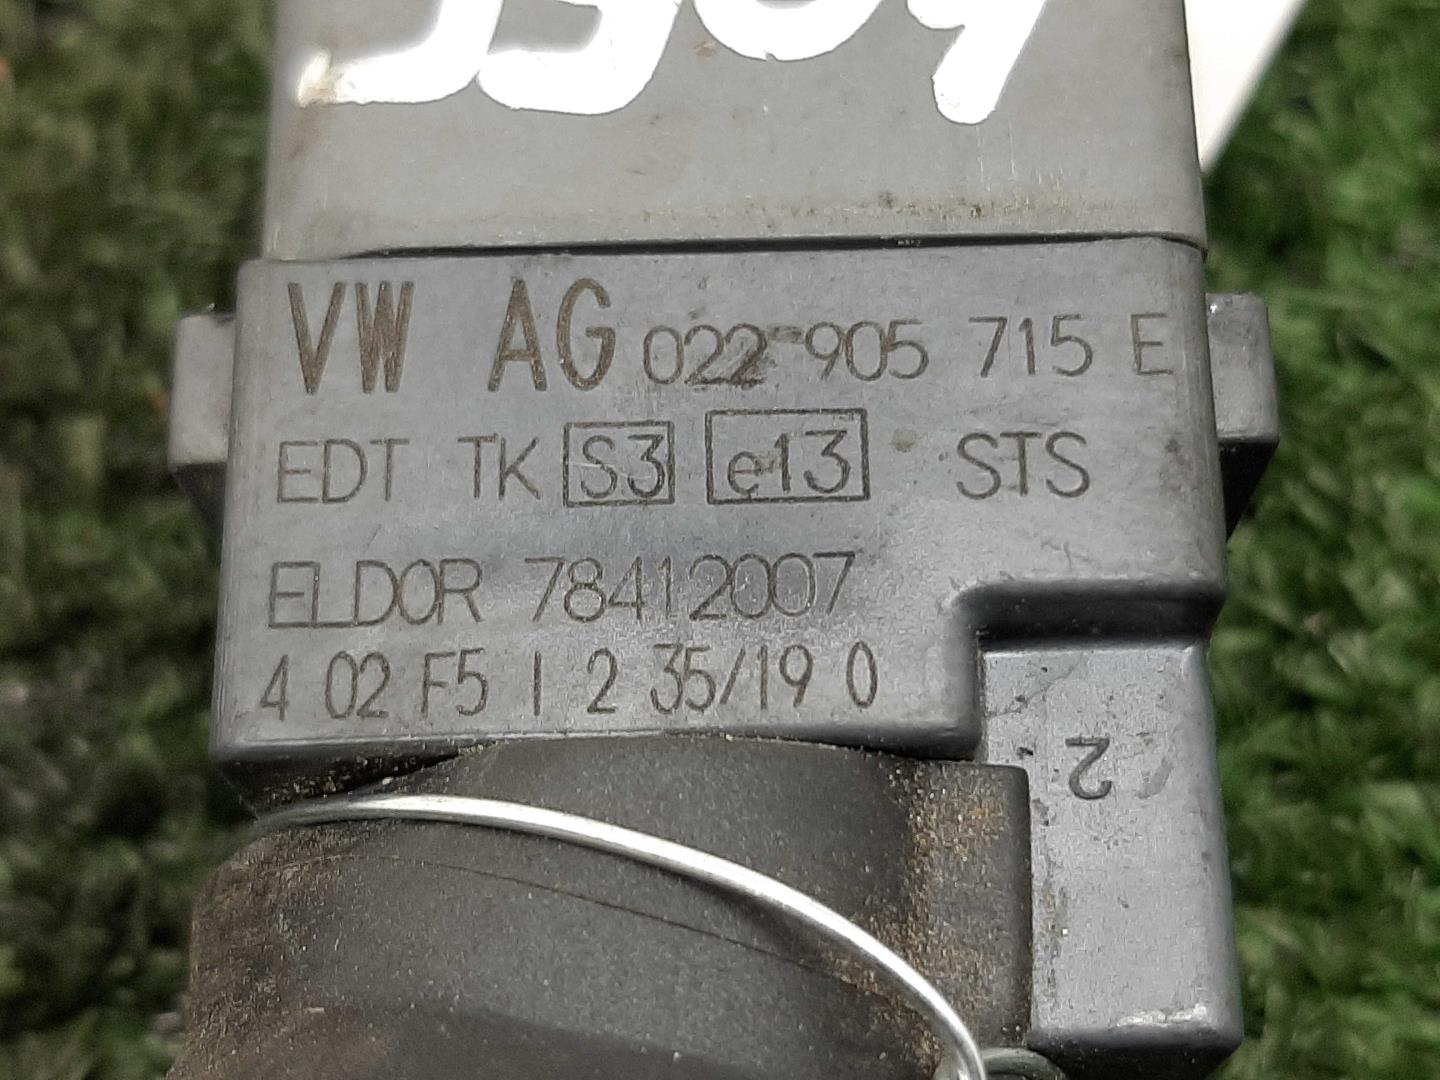 VW AG 022 905 715 E
EDT TK S3 e13 STS
ELDOR 78412007
4 02 F5 1 2 35/19 0
2